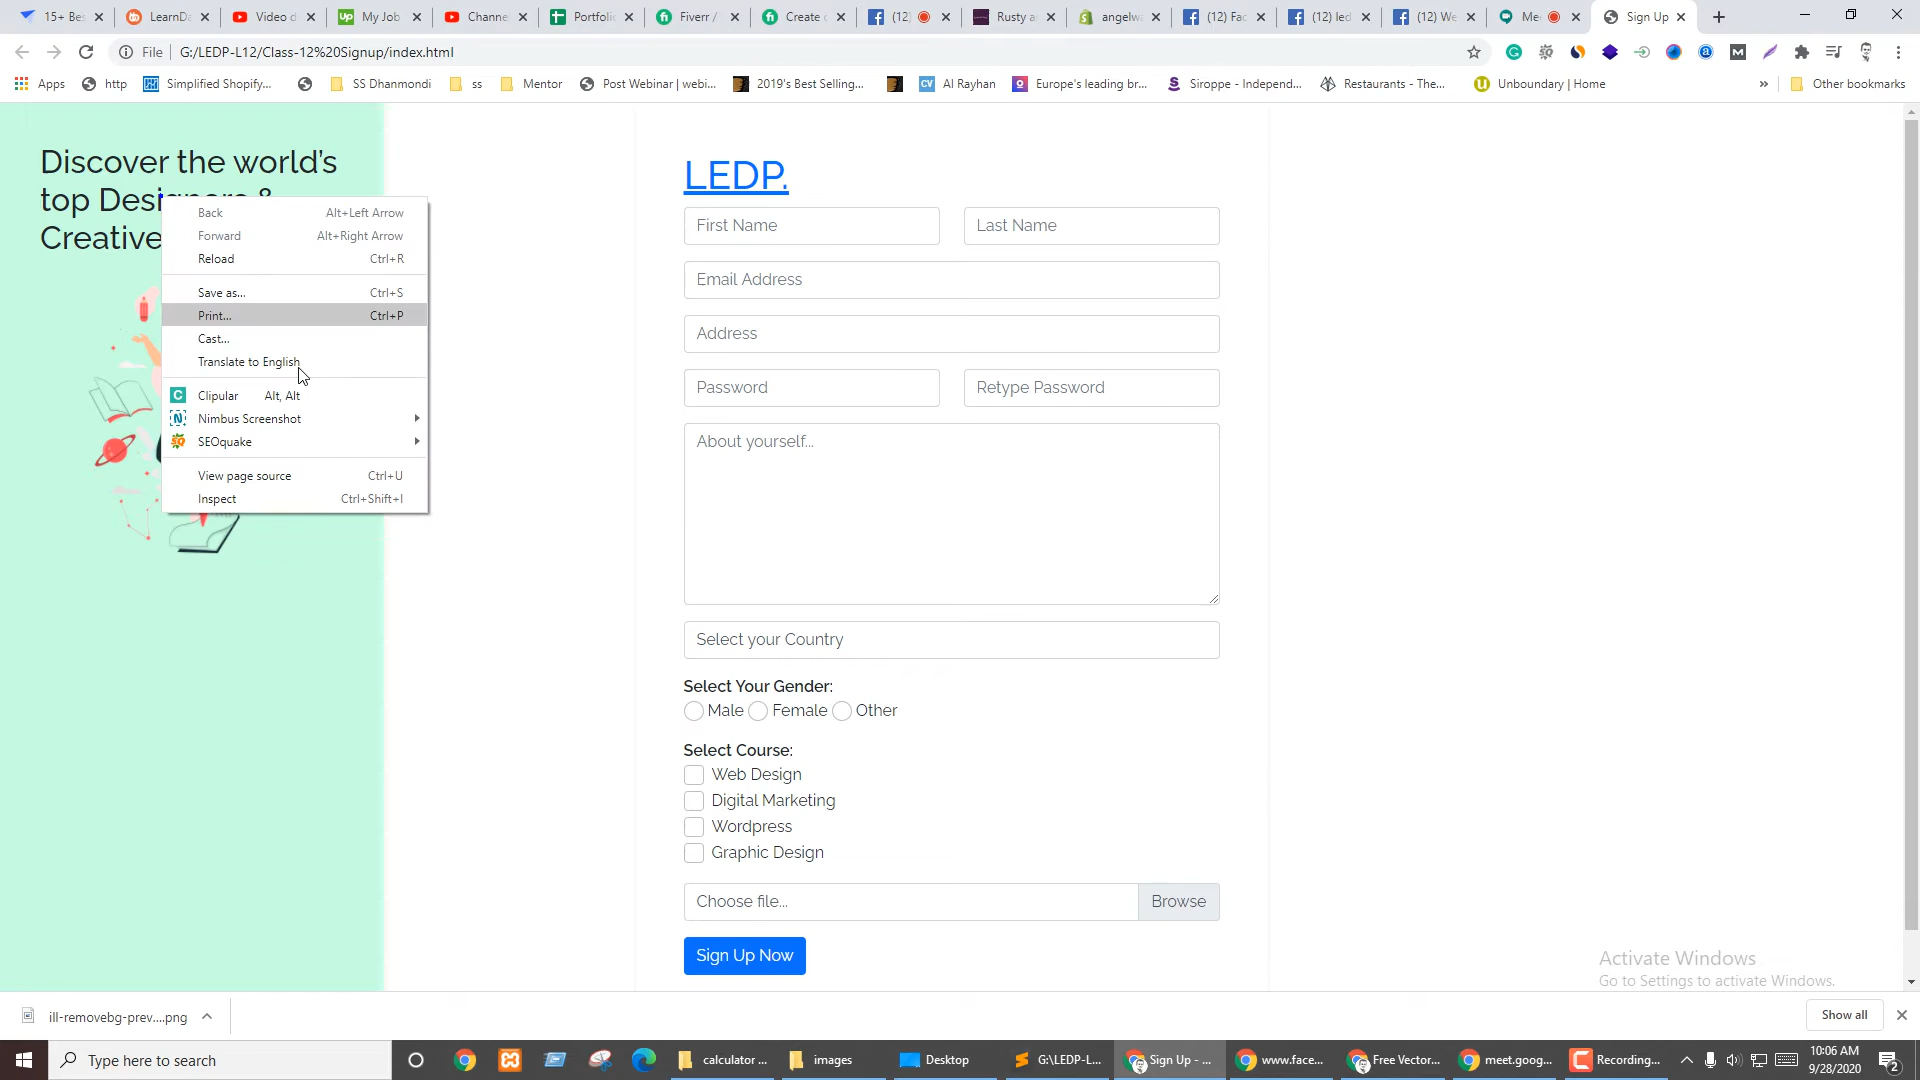 15+ Bes
LearnDa
Video d
My Job
Channe
Portfoli
Fiverr /
Create
(12)
Rusty a
angelwa
(12) Fac
(12) led
(12) We
Me
Sign Up
File G:/LEDP-L12/Class-12%20Signup/index.html
Apps
http
Simplified Shopify...
SS Dhanmondi
ss
Mentor
Post Webinar | webi...
2019's Best Selling...
CV Al Rayhan
Europe's leading br...
Siroppe - Independ...
Restaurants - The...
Unboundary | Home
Other bookmarks
Discover the world's
top Designers &
Creative
Back Alt+Left Arrow
Forward Alt+Right Arrow
Reload Ctrl+R
Save as... Ctrl+S
Print... Ctrl+P
Cast...
Translate to English
Clipular Alt, Alt
Nimbus Screenshot
SEOquake
View page source Ctrl+U
Inspect Ctrl+Shift+I
LEDP.
First Name Last Name
Email Address
Address
Password Retype Password
About yourself...
Select your Country
Select Your Gender:
Male Female Other
Select Course:
Web Design
Digital Marketing
Wordpress
Graphic Design
Choose file... Browse
Sign Up Now
Activate Windows
Go to Settings to activate Windows.
ill-removebg-prev....png
Show all
Type here to search
calculator ...
images
Desktop
G:\LEDP-L...
Sign Up - ...
www.face...
Free Vector...
meet.goog...
Recording...
10:06 AM
9/28/2020
2